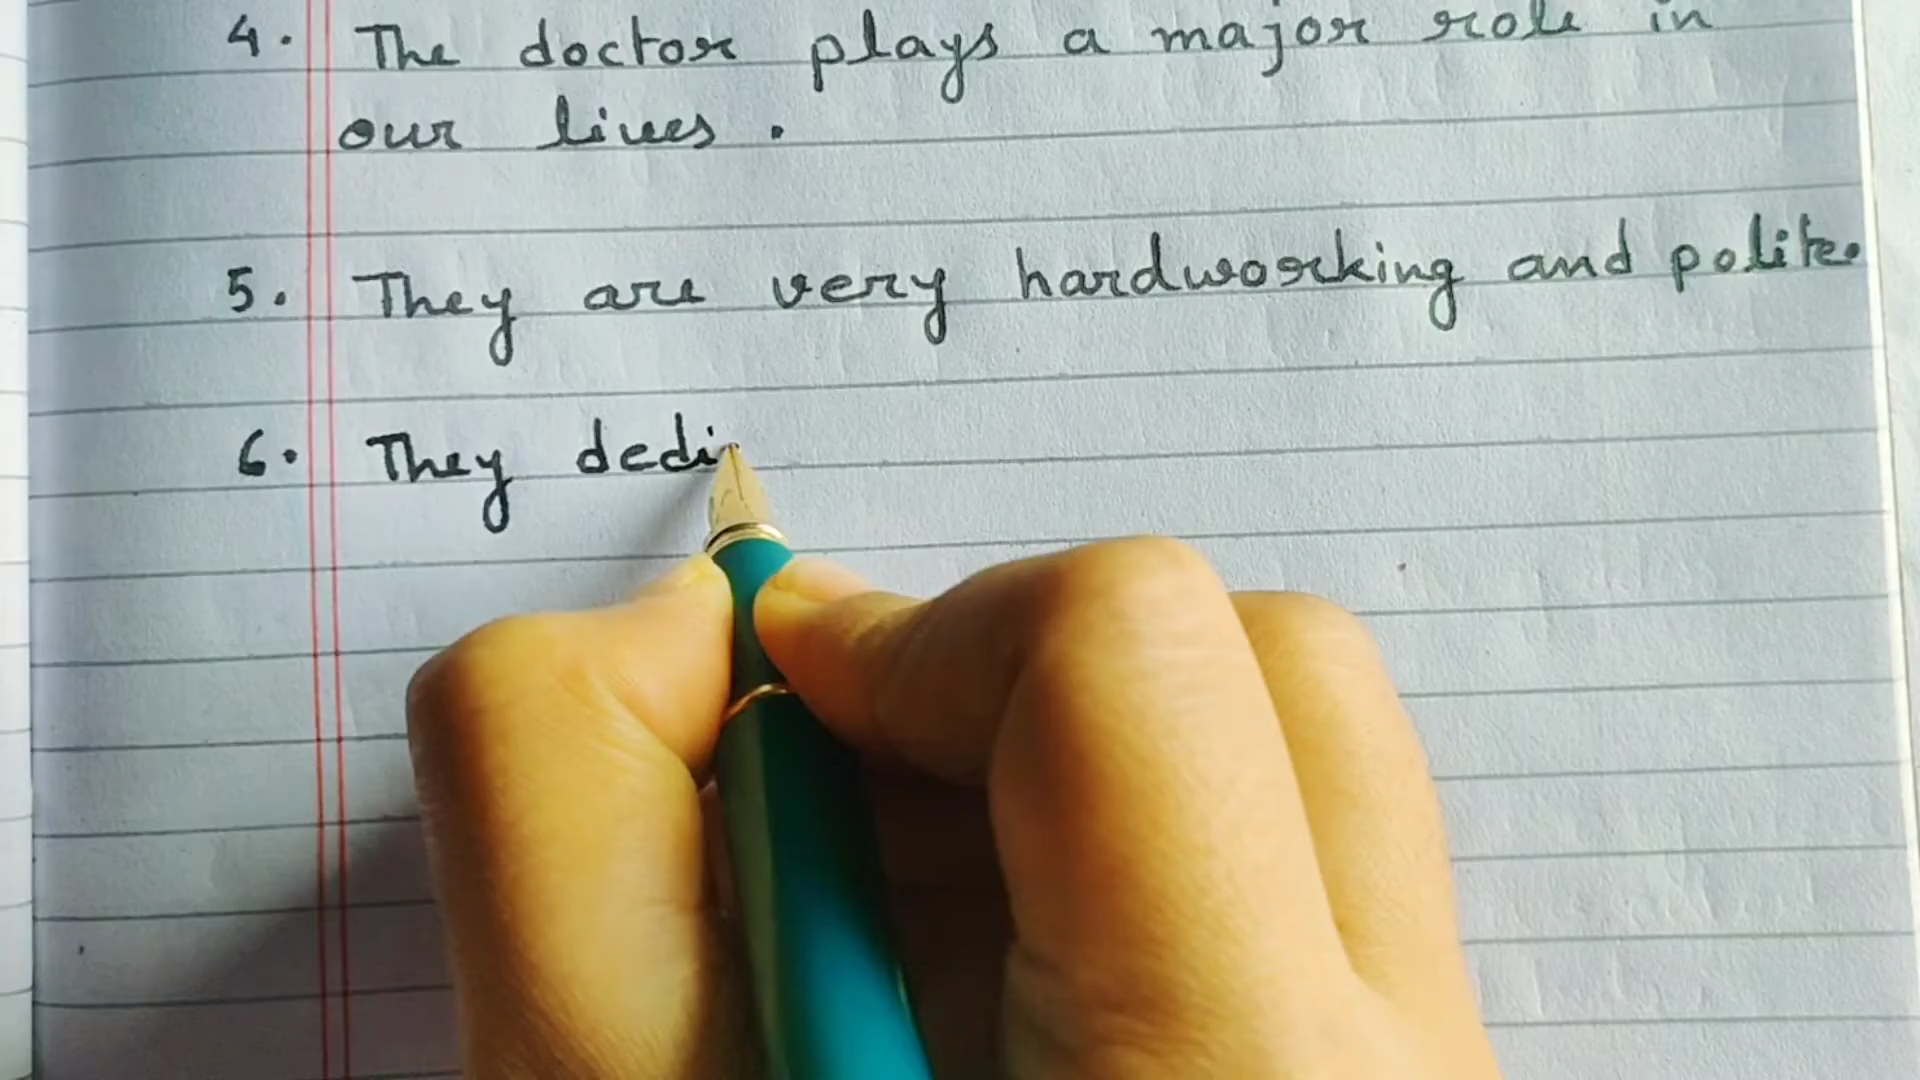 4. The doctor plays a major role in
our lives.
5. They are very hardworking and polite.
6. They dedi